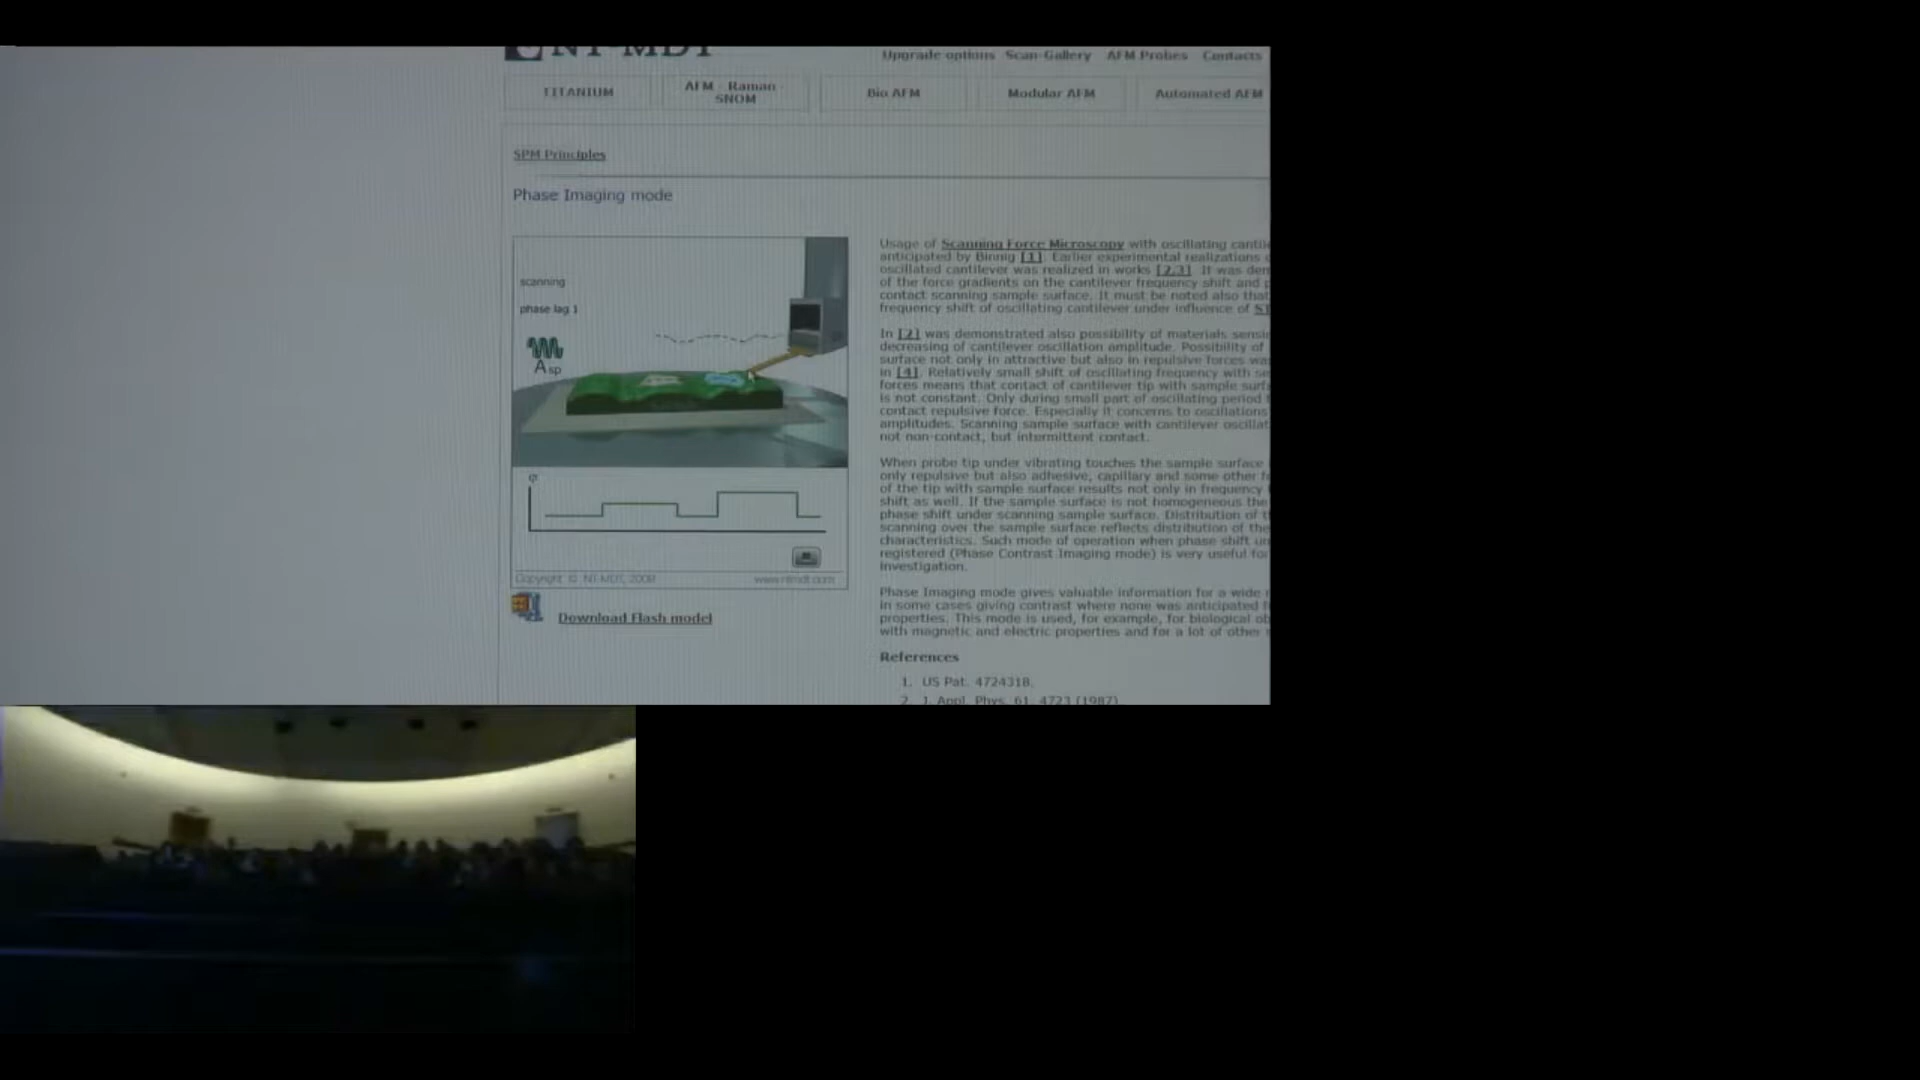 NT-MDT
Upgrade options Scan-Gallery AFM Probes Contacts
TITANIUM
AFM - Raman -
SNOM
Bio AFM
Modular AFM
Automated AFM
SPM Principles
Phase Imaging mode
scanning
phase lag 1
Asp
φ
Copyright © NT-MDT, 2008
www.ntmdt.com
Download Flash model
Usage of Scanning Force Microscopy with oscillating
anticipated by Binnig [1]. Earlier experimental realizations
oscillated cantilever was realized in works [2,3]. It was
of the force gradients on the cantilever frequency shift and
contact scanning sample surface. It must be noted also that
frequency shift of oscillating cantilever under influence of
In [2] was demonstrated also possibility of materials
decreasing of cantilever oscillation amplitude. Possibility of
surface not only in attractive but also in repulsive forces
in [4]. Relatively small shift of oscillating frequency with
forces means that contact of cantilever tip with sample
is not constant. Only during small part of oscillating period
contact repulsive force. Especially it concerns to oscillations
amplitudes. Scanning sample surface with cantilever
not non-contact, but intermittent contact.
When probe tip under vibrating touches the sample surface
only repulsive but also adhesive, capillary and some other
of the tip with sample surface results not only in frequency
shift as well. If the sample surface is not homogeneous the
phase shift under scanning sample surface. Distribution of
scanning over the sample surface reflects distribution of the
characteristics. Such mode of operation when phase shift
registered (Phase Contrast Imaging mode) is very useful for
investigation.
Phase Imaging mode gives valuable information for a wide
in some cases giving contrast where none was anticipated
properties. This mode is used, for example, for biological
with magnetic and electric properties and for a lot of other
References
1. US Pat. 4724318.
2. J. Appl. Phys. 61, 4723 (1987)